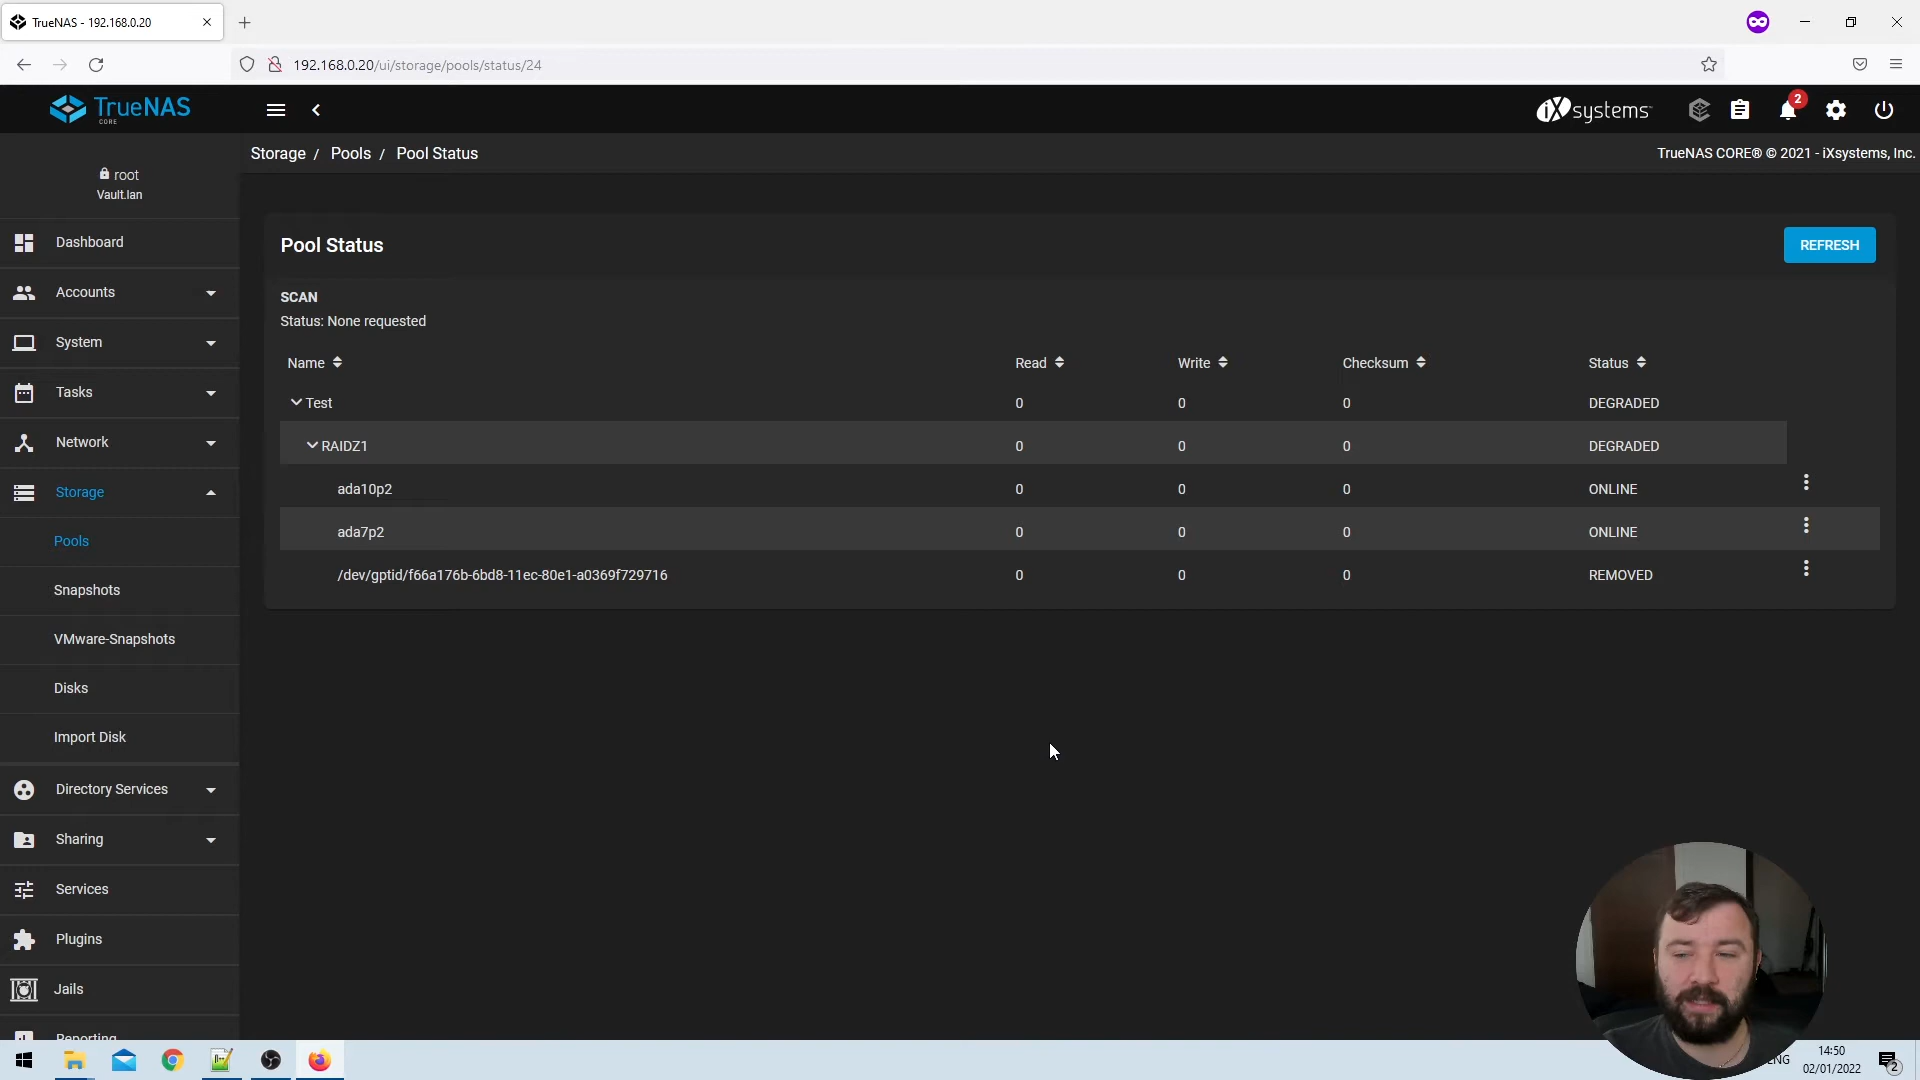 TrueNAS - 192.168.0.20
192.168.0.20/ui/storage/pools/status/24
TrueNAS
CORE
iXsystems
2
Storage / Pools / Pool Status
TrueNAS CORE® © 2021 - iXsystems, Inc.
root
Vault.lan
Dashboard
Accounts
System
Tasks
Network
Storage
Pools
Snapshots
VMware-Snapshots
Disks
Import Disk
Directory Services
Sharing
Services
Plugins
Jails
Reporting
Pool Status
REFRESH
SCAN
Status: None requested
Name Read Write Checksum Status
Test 0 0 0 DEGRADED
RAIDZ1 0 0 0 DEGRADED
ada10p2 0 0 0 ONLINE
ada7p2 0 0 0 ONLINE
/dev/gptid/f66a176b-6bd8-11ec-80e1-a0369f729716 0 0 0 REMOVED
ENG
14:50
02/01/2022
2